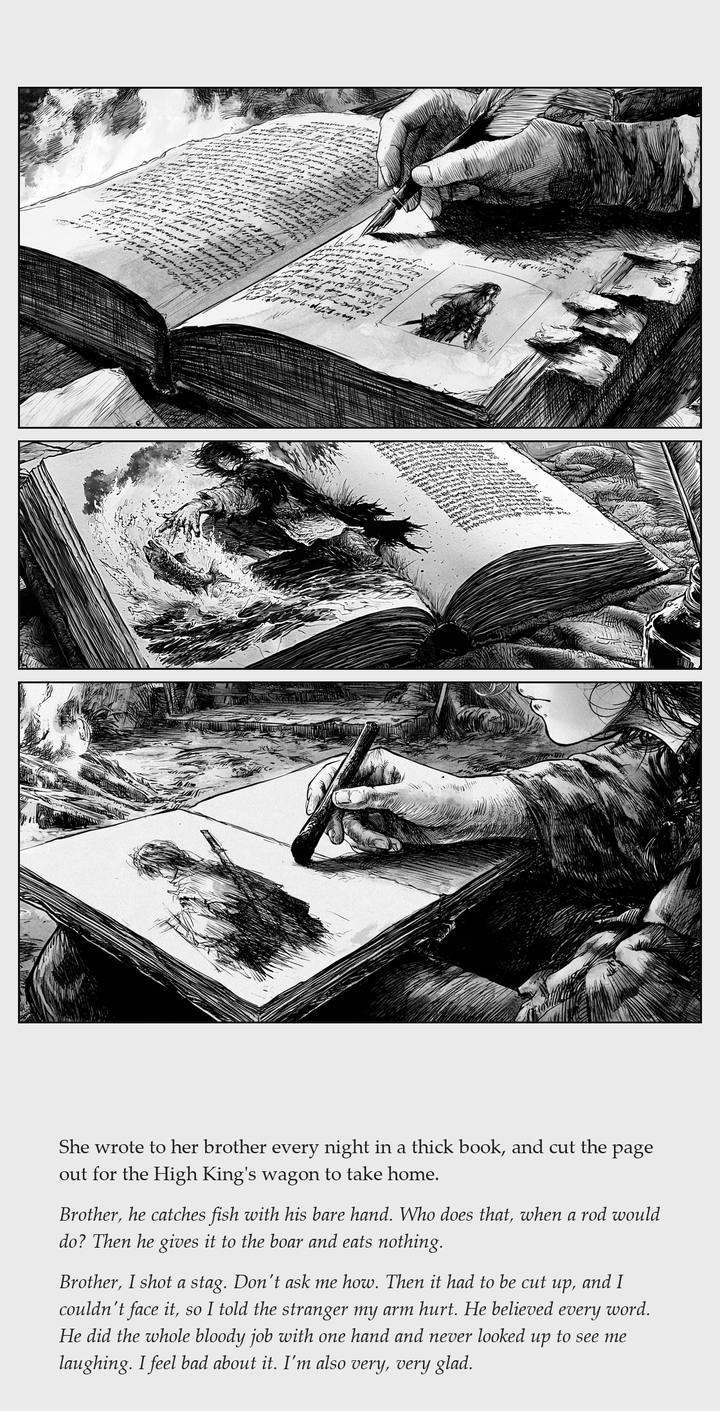 She wrote to her brother every night in a thick book, and cut the page
out for the High King's wagon to take home.
Brother, he catches fish with his bare hand. Who does that, when a rod would
do? Then he gives it to the boar and eats nothing.
Brother, I shot a stag. Don't ask me how. Then it had to be cut up, and I
couldn't face it, so I told the stranger my arm hurt. He believed every word.
He did the whole bloody job with one hand and never looked up to see me
laughing. I feel bad about it. I'm also very, very glad.